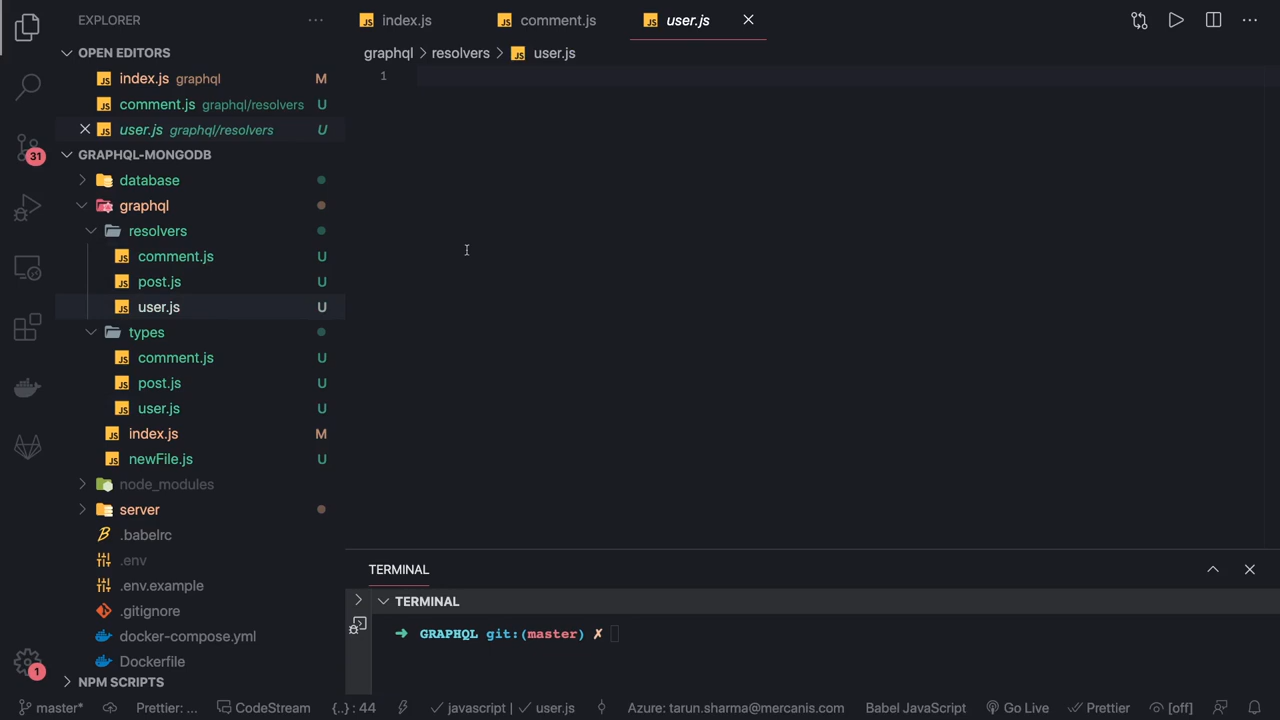 EXPLORER
index.js
comment.js
user.js
OPEN EDITORS
graphql > resolvers > JS user.js
index.js graphql M
1
comment.js graphql/resolvers U
user.js graphql/resolvers U
GRAPHQL-MONGODB
database
graphql
resolvers
comment.js U
post.js U
user.js U
types
comment.js U
post.js U
user.js U
index.js M
newFile.js U
node_modules
server
.babelrc
.env
.env.example
.gitignore
docker-compose.yml
Dockerfile
NPM SCRIPTS
31
1
TERMINAL
TERMINAL
➜ GRAPHQL git:(master) ✗
master* Prettier: ... CodeStream {..} : 44 javascript | ✓ user.js Azure: tarun.sharma@mercanis.com Babel JavaScript Go Live Prettier [off]